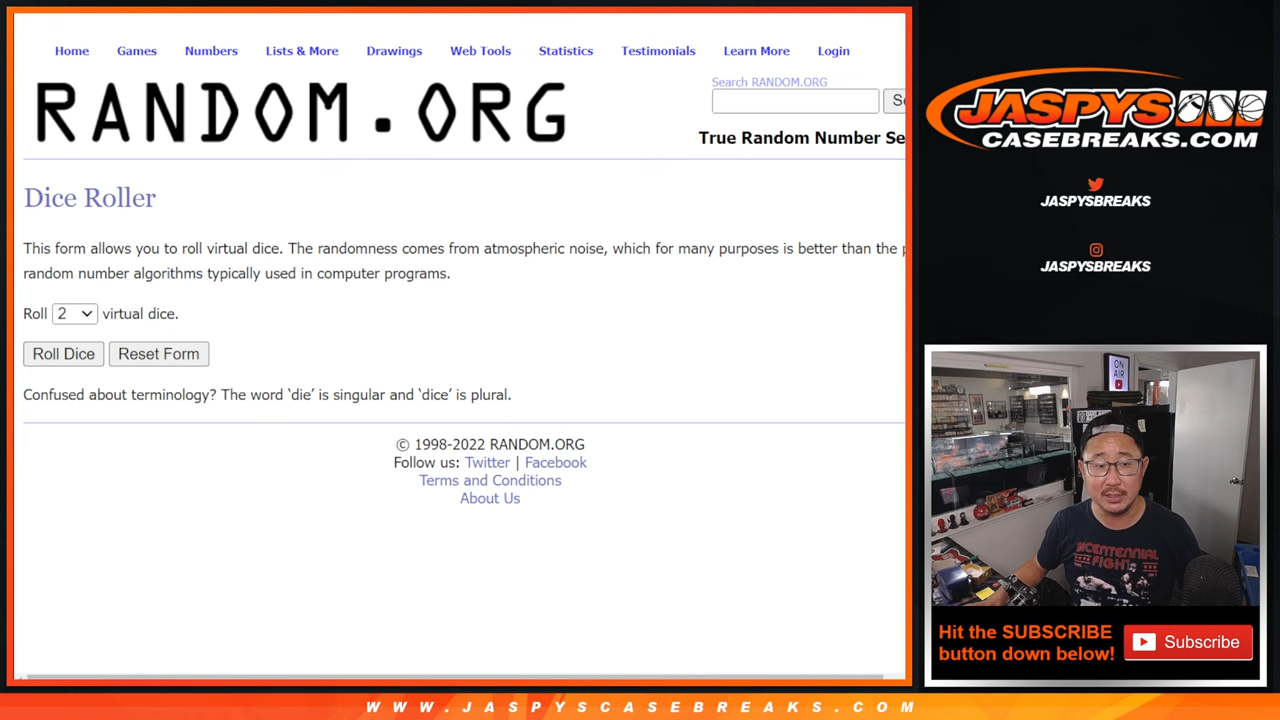 Home Games Numbers Lists & More Drawings Web Tools Statistics Testimonials Learn More Login
RANDOM.ORG
Search RANDOM.ORG
True Random Number Se
Dice Roller
This form allows you to roll virtual dice. The randomness comes from atmospheric noise, which for many purposes is better than the
random number algorithms typically used in computer programs.
Roll 2 virtual dice.
Roll Dice Reset Form
Confused about terminology? The word ‘die’ is singular and ‘dice’ is plural.
© 1998-2022 RANDOM.ORG
Follow us: Twitter | Facebook
Terms and Conditions
About Us
JASPYS
CASEBREAKS.COM
JASPYSBREAKS
JASPYSBREAKS
ON
AIR
BICENTENNIAL
FIGHT
Hit the SUBSCRIBE
button down below!
Subscribe
WWW.JASPYSCASEBREAKS.COM